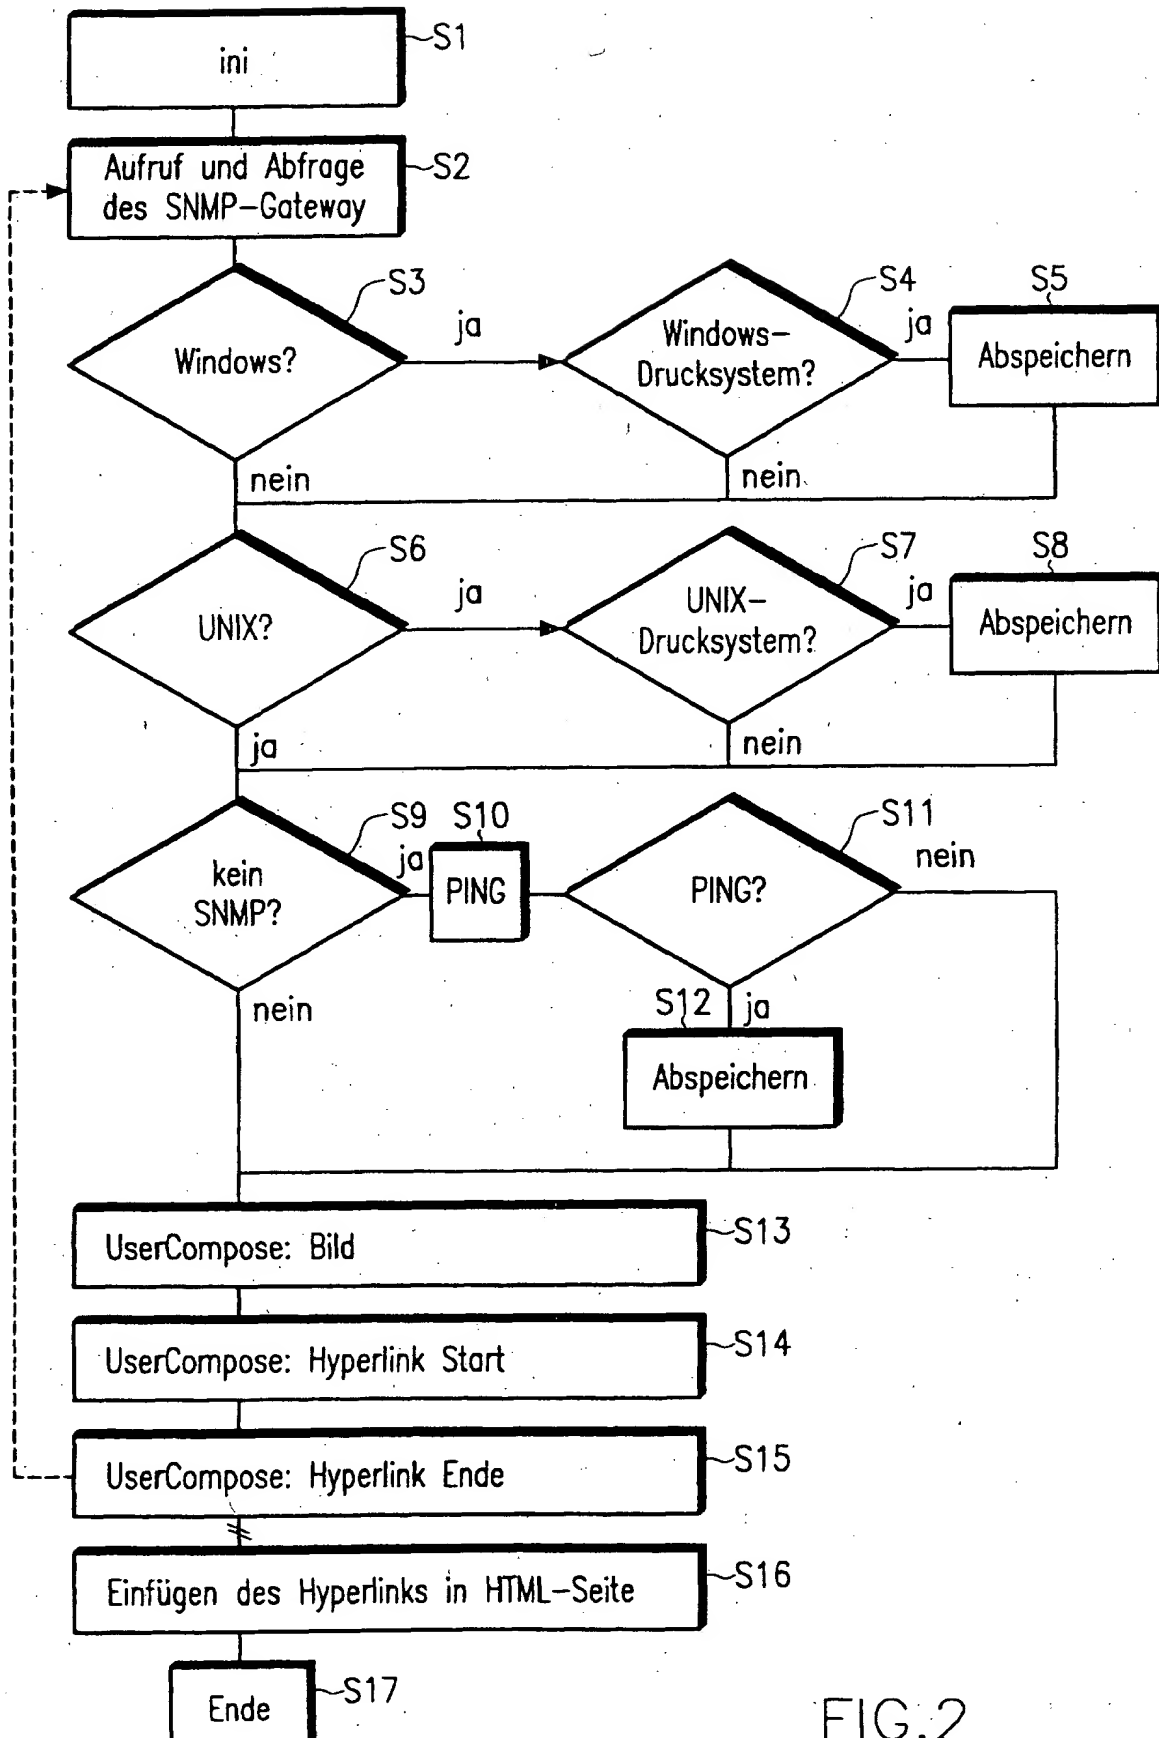 S1
ini
S2
Aufruf und Abfrage
des SNMP-Gateway
S3
Windows?
ja
S4
Windows-
Drucksystem?
ja
S5
Abspeichern
nein
nein
S6
UNIX?
ja
S7
UNIX-
Drucksystem?
ja
S8
Abspeichern
ja
nein
S9
kein
SNMP?
ja
S10
PING
S11
PING?
nein
nein
S12
ja
Abspeichern
UserCompose: Bild
S13
UserCompose: Hyperlink Start
S14
UserCompose: Hyperlink Ende
S15
Einfügen des Hyperlinks in HTML-Seite
S16
Ende
S17
FIG.2